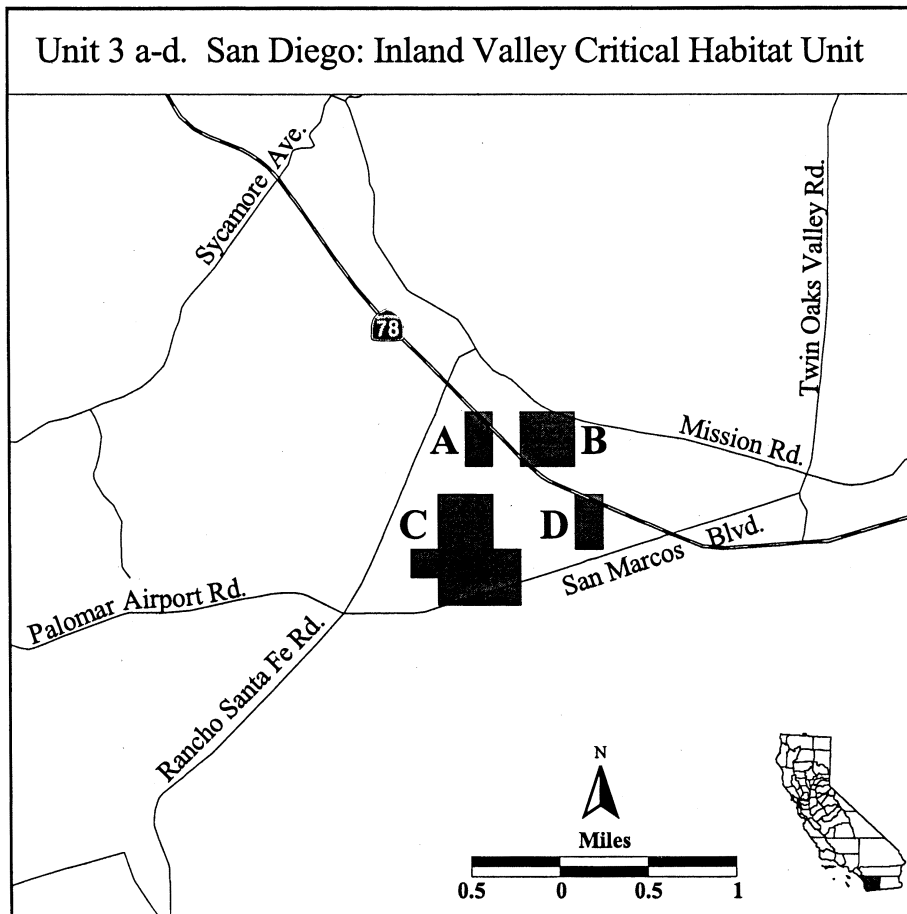 Unit 3 a-d. San Diego: Inland Valley Critical Habitat Unit
Sycamore Ave.
Twin Oaks Valley Rd.
78
A
B
Mission Rd.
C
D
San Marcos Blvd.
Palomar Airport Rd.
Rancho Santa Fe Rd.
N
Miles
0.5 0 0.5 1